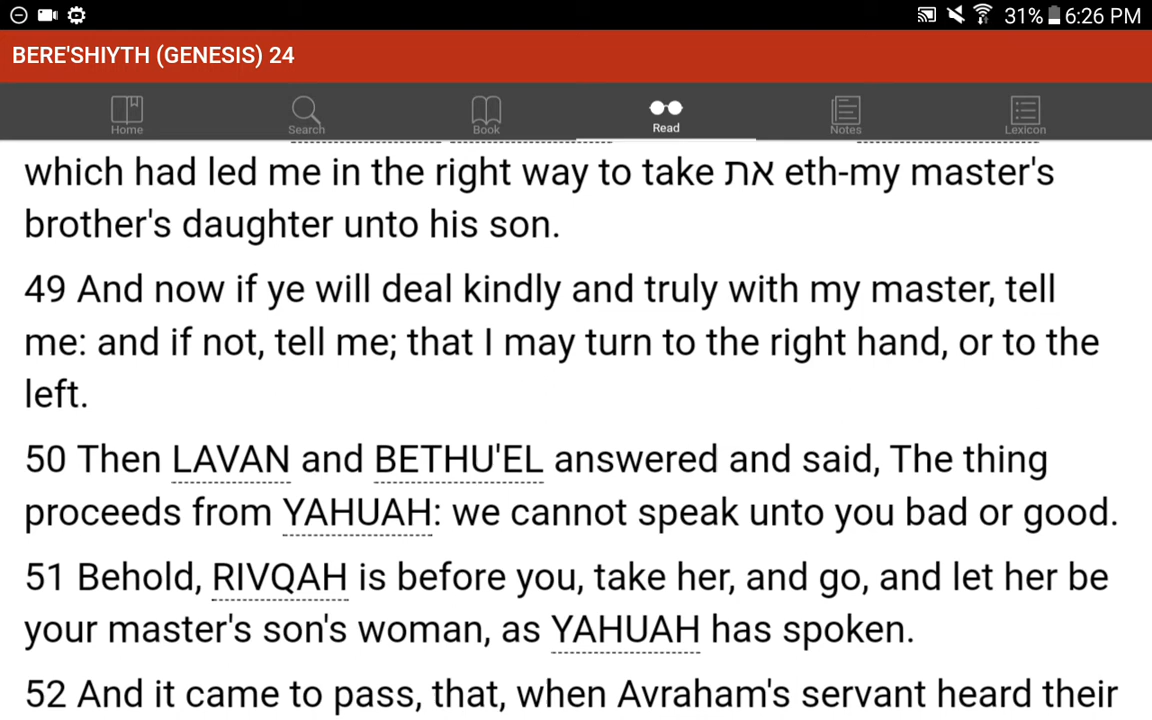 31% 6:26 PM
BERE'SHIYTH (GENESIS) 24
Home Search Book Read Notes Lexicon
which had led me in the right way to take את eth-my master's
brother's daughter unto his son.
49 And now if ye will deal kindly and truly with my master, tell
me: and if not, tell me; that I may turn to the right hand, or to the
left.
50 Then LAVAN and BETHU'EL answered and said, The thing
proceeds from YAHUAH: we cannot speak unto you bad or good.
51 Behold, RIVQAH is before you, take her, and go, and let her be
your master's son's woman, as YAHUAH has spoken.
52 And it came to pass, that, when Avraham's servant heard their